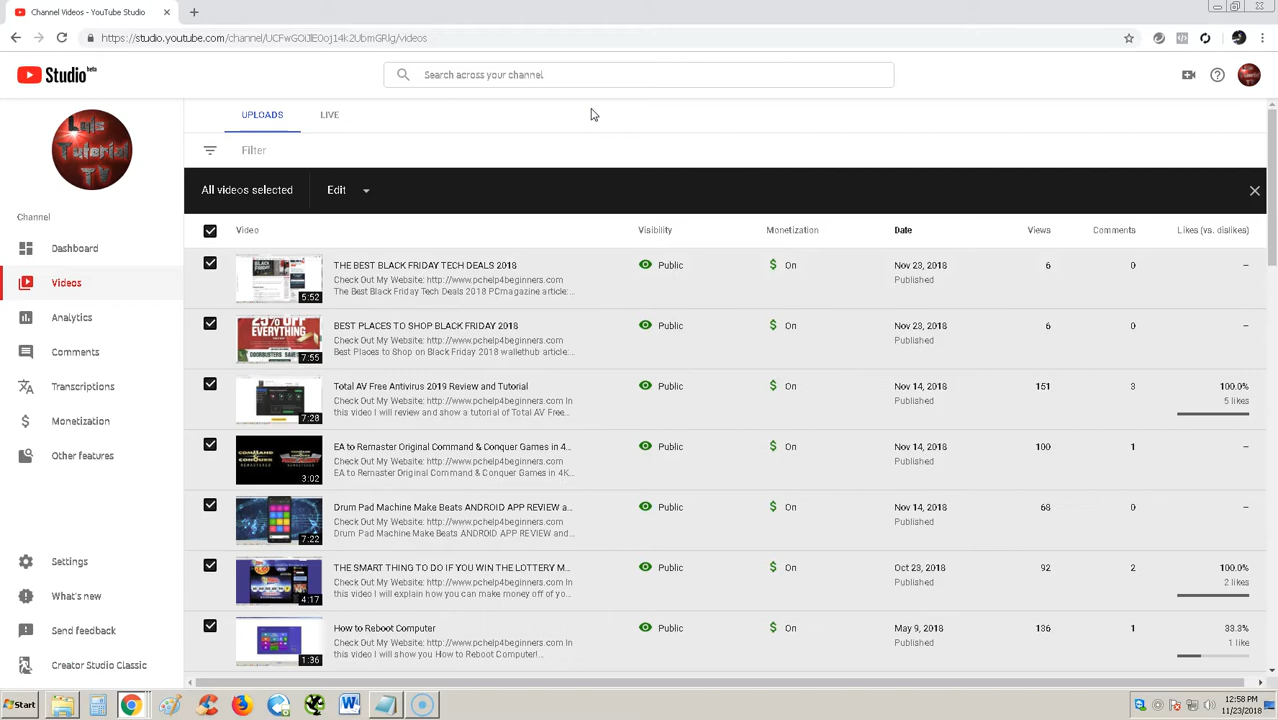 Channel Videos - YouTube Studio
Studio beta
Search across your channel
Luis
Tutorial
TV
UPLOADS LIVE
Filter
All videos selected Edit
Channel
Dashboard
Videos
Analytics
Comments
Transcriptions
Monetization
Other features
Settings
What's new
Send feedback
Creator Studio Classic
Video Visibility Monetization Date Views Comments Likes (vs. dislikes)
THE BEST BLACK FRIDAY TECH DEALS 2018 Public On Nov 23, 2018 1 0 –
Check Out My Website: http://www.pchelp4beginners.com Published
The Best Black Friday Tech Deals 2018 PCmagazine article:...
5:52
BEST PLACES TO SHOP BLACK FRIDAY 2018 Public On Nov 23, 2018 6 0 –
Check Out My Website: http://www.pchelp4beginners.com Published
Best Places to Shop on Black Friday 2018 wallethub.com:...
25% OFF
EVERYTHING
DOORBUSTERS
7:55
Total AV Free Antivirus 2019 Review and Tutorial Public On Nov 14, 2018 151 0 100.0%
Check Out My Website: http://www.pchelp4beginners.com In Published 5 likes
this video I will review and show a tutorial of Total AV Free...
7:28
EA to Remaster Original Command & Conquer Games in 4... Public On Nov 14, 2018 100 0 –
Check Out My Website: http://www.pchelp4beginners.com Published
EA to Remaster Original Command & Conquer Games in 4K...
3:02
Drum Pad Machine Make Beats ANDROID APP REVIEW a... Public On Nov 14, 2018 68 0 –
Check Out My Website: http://www.pchelp4beginners.com Published
Drum Pad Machine Make Beats ANDROID APP REVIEW and...
7:22
THE SMART THING TO DO IF YOU WIN THE LOTTERY - IN Public On Oct 23, 2018 92 0 100.0%
Check Out My Website: http://www.pchelp4beginners.com In Published 2 likes
this video I will explain how you can make money off of yo...
4:17
How to Reboot Computer Public On May 9, 2018 136 1 33.3%
Check Out My Website: http://www.pchelp4beginners.com In Published 1 like
this video I will show you How to Reboot Computer!...
1:36
Start
12:58 PM
11/23/2018